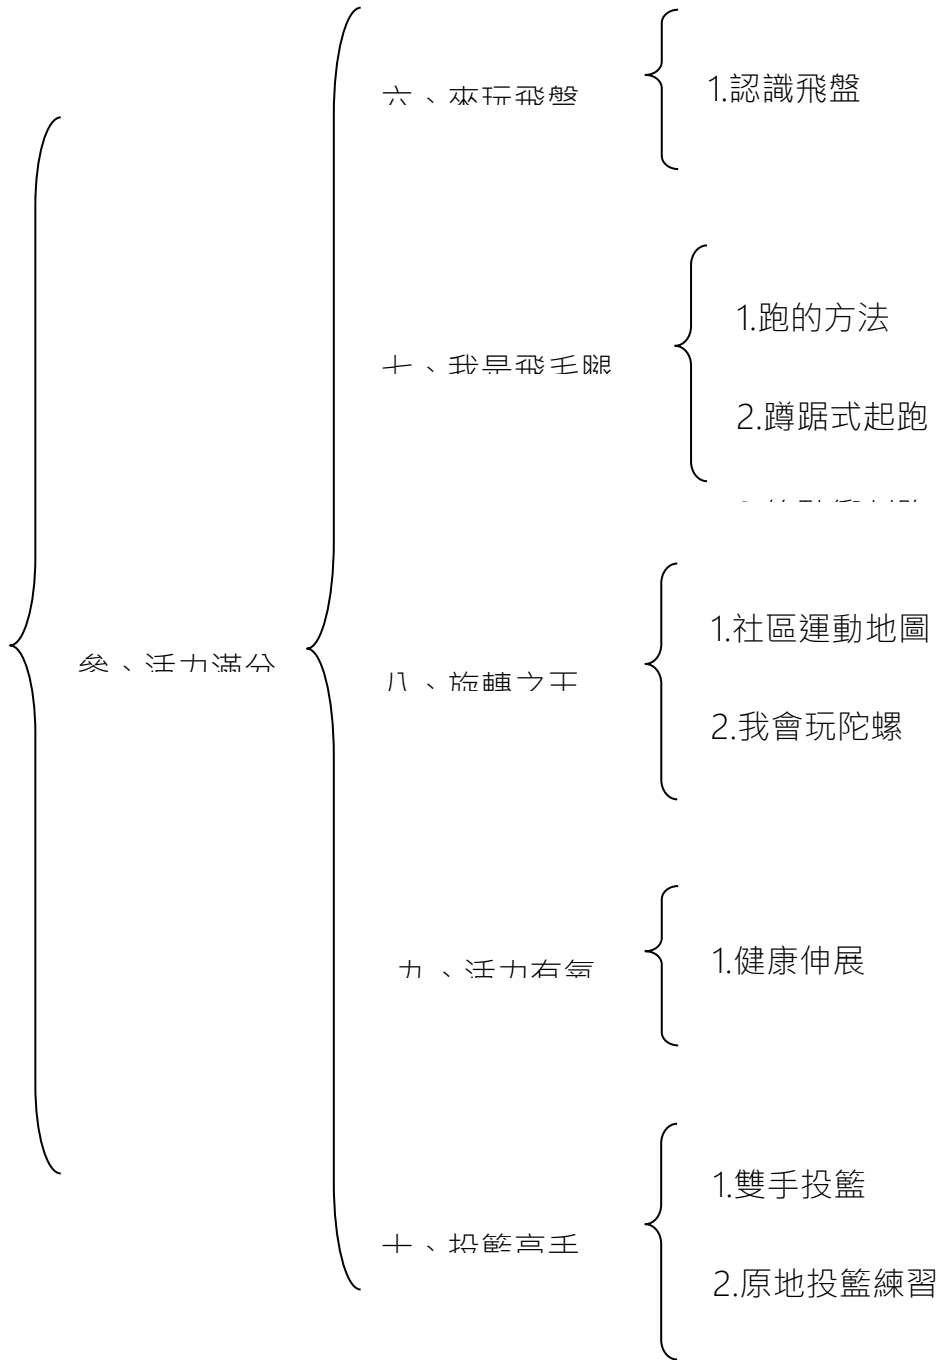 參、活力滿分
六、來玩飛盤
1.認識飛盤
七、我是飛毛腿
1.跑的方法
2.蹲踞式起跑
八、旋轉之王
1.社區運動地圖
2.我會玩陀螺
九、活力有氧
1.健康伸展
十、投籃高手
1.雙手投籃
2.原地投籃練習